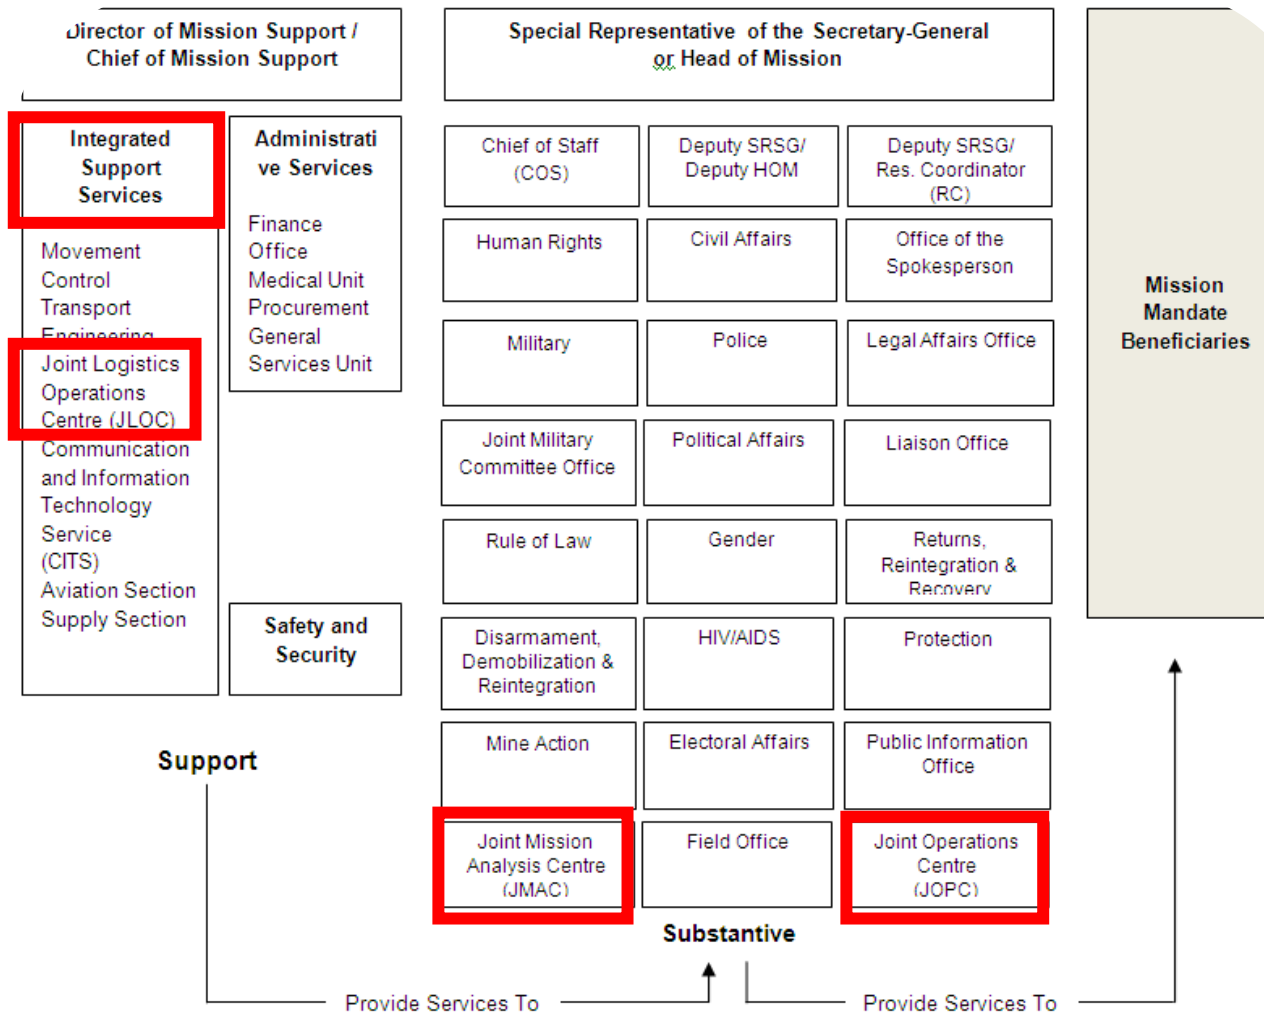 Director of Mission Support /
Chief of Mission Support
Special Representative of the Secretary-General
or Head of Mission
Integrated
Support
Services
Movement
Control
Transport
Engineering
Joint Logistics
Operations
Centre (JLOC)
Communication
and Information
Technology
Service
(CITS)
Aviation Section
Supply Section
Administrati
ve Services
Finance
Office
Medical Unit
Procurement
General
Services Unit
Safety and
Security
Support
Chief of Staff
(COS)
Deputy SRSG/
Deputy HOM
Deputy SRSG/
Res. Coordinator
(RC)
Human Rights
Civil Affairs
Office of the
Spokesperson
Military
Police
Legal Affairs Office
Joint Military
Committee Office
Political Affairs
Liaison Office
Rule of Law
Gender
Returns,
Reintegration &
Recovery
Disarmament,
Demobilization &
Reintegration
HIV/AIDS
Protection
Mine Action
Electoral Affairs
Public Information
Office
Joint Mission
Analysis Centre
(JMAC)
Field Office
Joint Operations
Centre
(JOPC)
Substantive
Mission
Mandate
Beneficiaries
Provide Services To
Provide Services To